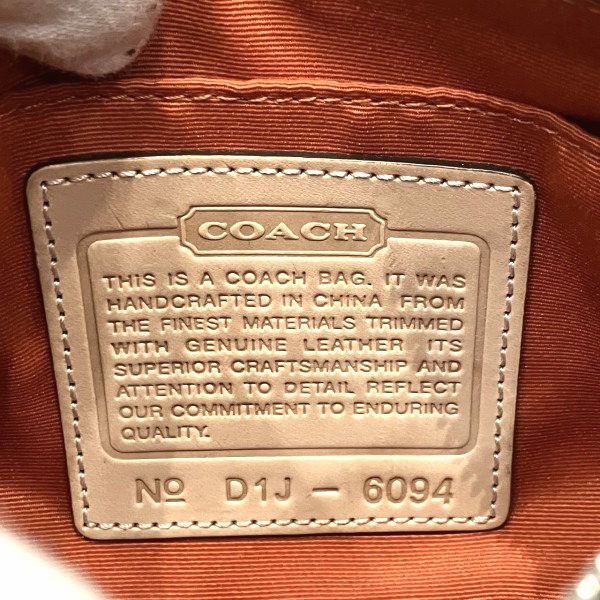 COACH
THIS IS A COACH BAG. IT WAS
HANDCRAFTED IN CHINA FROM
THE FINEST MATERIALS TRIMMED
WITH GENUINE LEATHER. ITS
SUPERIOR CRAFTSMANSHIP AND
ATTENTION TO DETAIL REFLECT
OUR COMMITMENT TO ENDURING
QUALITY.
Nº D1J - 6094